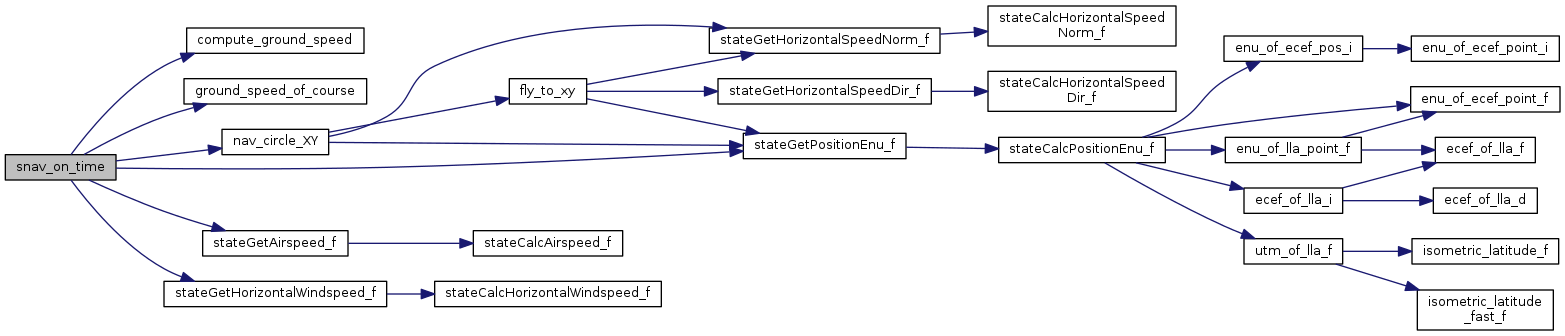 snav_on_time
compute_ground_speed
ground_speed_of_course
nav_circle_XY
stateGetAirspeed_f
stateGetHorizontalWindspeed_f
fly_to_xy
stateCalcAirspeed_f
stateCalcHorizontalWindspeed_f
stateGetHorizontalSpeedNorm_f
stateGetHorizontalSpeedDir_f
stateGetPositionEnu_f
stateCalcHorizontalSpeed
Norm_f
stateCalcHorizontalSpeed
Dir_f
stateCalcPositionEnu_f
enu_of_ecef_pos_i
enu_of_lla_point_f
ecef_of_lla_i
utm_of_lla_f
enu_of_ecef_point_i
enu_of_ecef_point_f
ecef_of_lla_f
ecef_of_lla_d
isometric_latitude_f
isometric_latitude
_fast_f